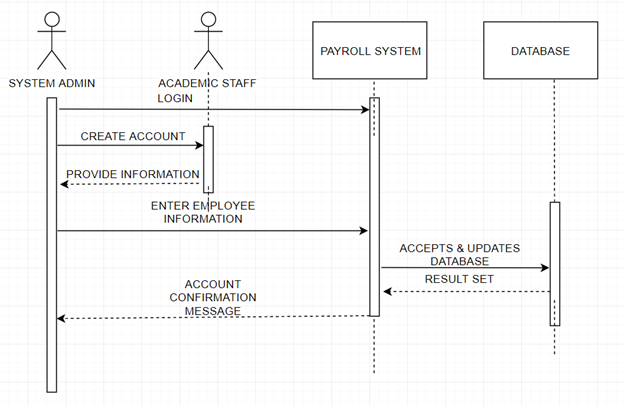 SYSTEM ADMIN
ACADEMIC STAFF
PAYROLL SYSTEM
DATABASE
LOGIN
CREATE ACCOUNT
PROVIDE INFORMATION
ENTER EMPLOYEE
INFORMATION
ACCEPTS & UPDATES
DATABASE
RESULT SET
ACCOUNT
CONFIRMATION
MESSAGE